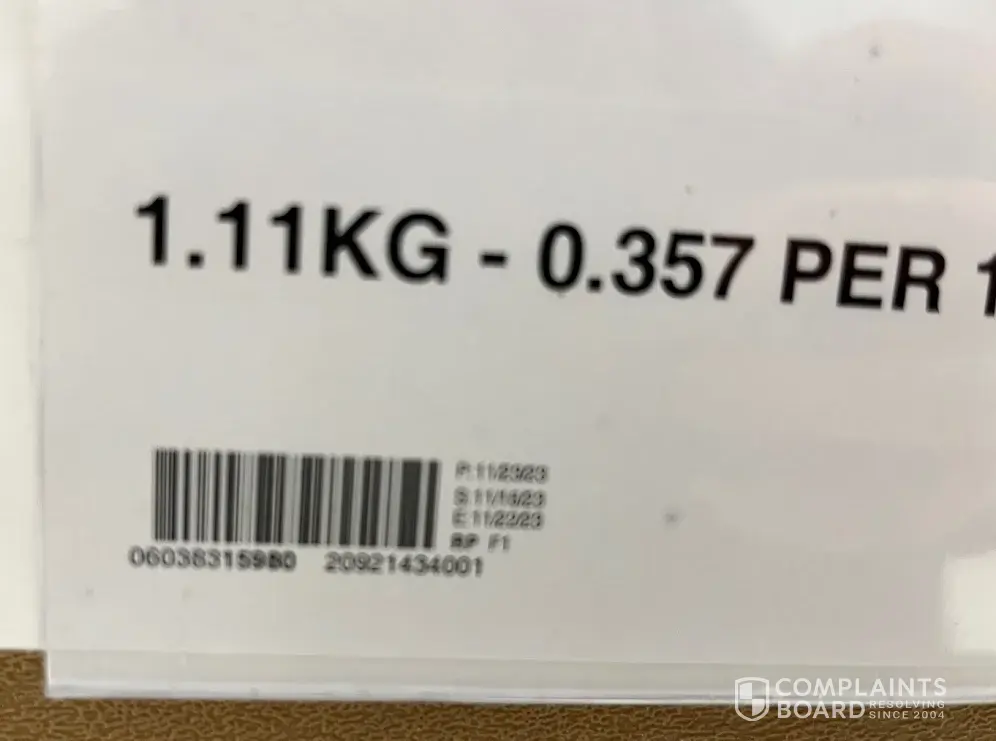 1.11KG - 0.357 PER 1
P:11/23/23
S:11/16/23
E:11/22/23
BP F1
06038315980 20921434001
COMPLAINTS
BOARD RESOLVING
SINCE 2004